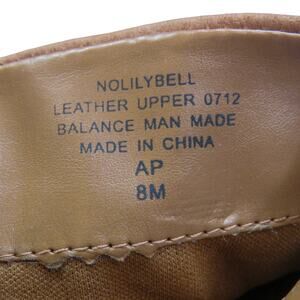 NOLILYBELL
LEATHER UPPER 0712
BALANCE MAN MADE
MADE IN CHINA
AP
8M